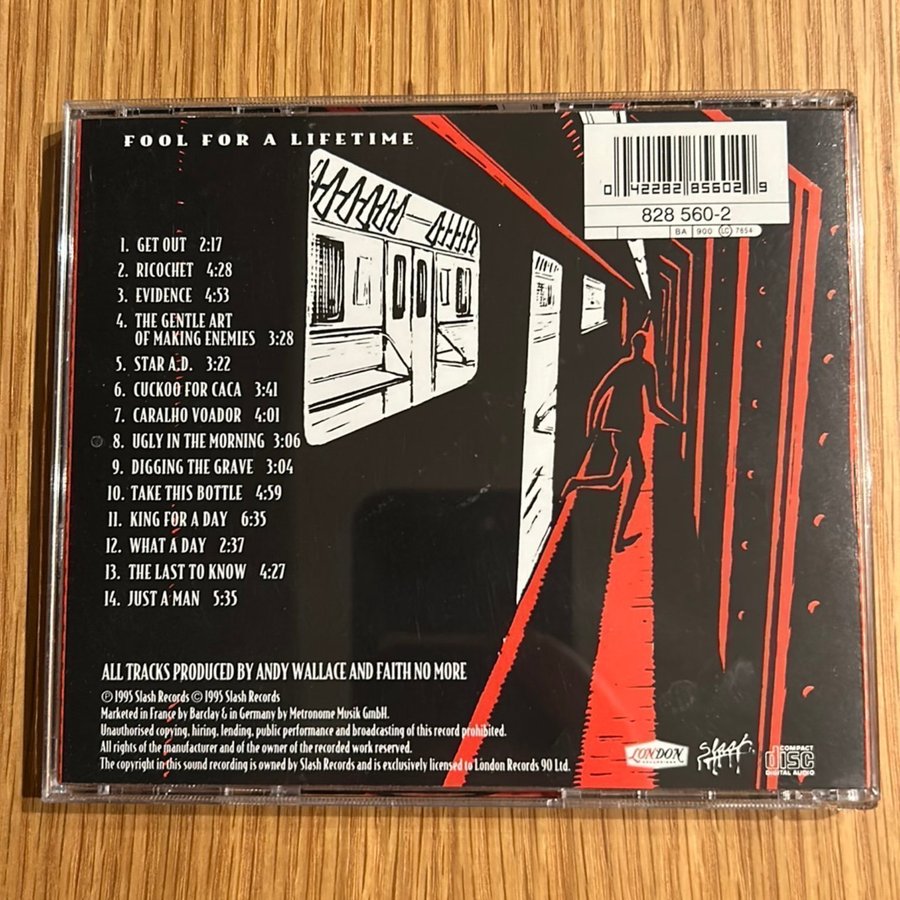 FOOL FOR A LIFETIME
0 42282 85602 9
828 560-2
BA 900 LC 7654
1. GET OUT 2:17
2. RICOCHET 4:28
3. EVIDENCE 4:53
4. THE GENTLE ART
OF MAKING ENEMIES 3:28
5. STAR A.D. 3:22
6. CUCKOO FOR CACA 3:41
7. CARALHO VOADOR 4:01
8. UGLY IN THE MORNING 3:06
9. DIGGING THE GRAVE 3:04
10. TAKE THIS BOTTLE 4:59
11. KING FOR A DAY 6:35
12. WHAT A DAY 2:37
13. THE LAST TO KNOW 4:27
14. JUST A MAN 5:35
ALL TRACKS PRODUCED BY ANDY WALLACE AND FAITH NO MORE
℗ 1995 Slash Records © 1995 Slash Records
Marketed in France by Barclay & in Germany by Metronome Musik GmbH.
Unauthorised copying, hiring, lending, public performance and broadcasting of this record prohibited.
All rights of the manufacturer and of the owner of the recorded work reserved.
The copyright in this sound recording is owned by Slash Records and is exclusively licensed to London Records 90 Ltd.
LONDON
RECORDINGS
Slash
COMPACT
disc
DIGITAL AUDIO